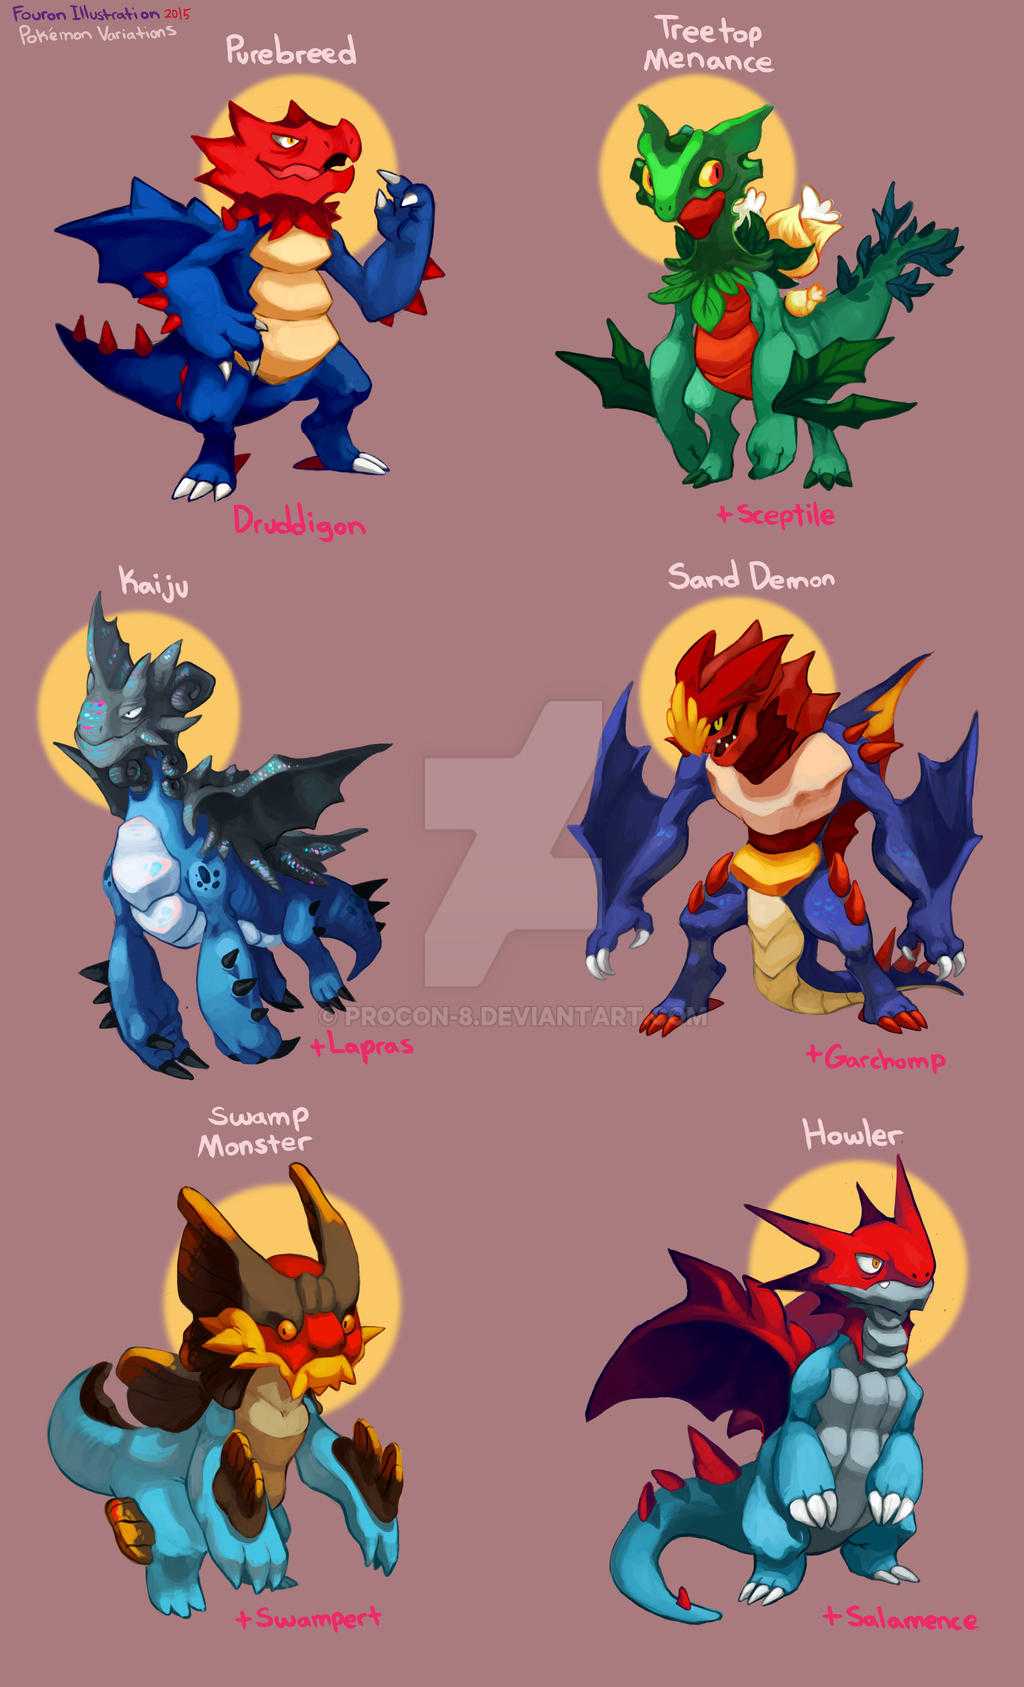 Fouron Illustration 2015
Pokémon Variations
Purebreed
Treetop
Menance
Druddigon
+ Sceptile
Kaiju
Sand Demon
© PROCON-8.DEVIANTART.COM
+ Lapras
+ Garchomp
Swamp
Monster
Howler
+ Swampert
+ Salamence